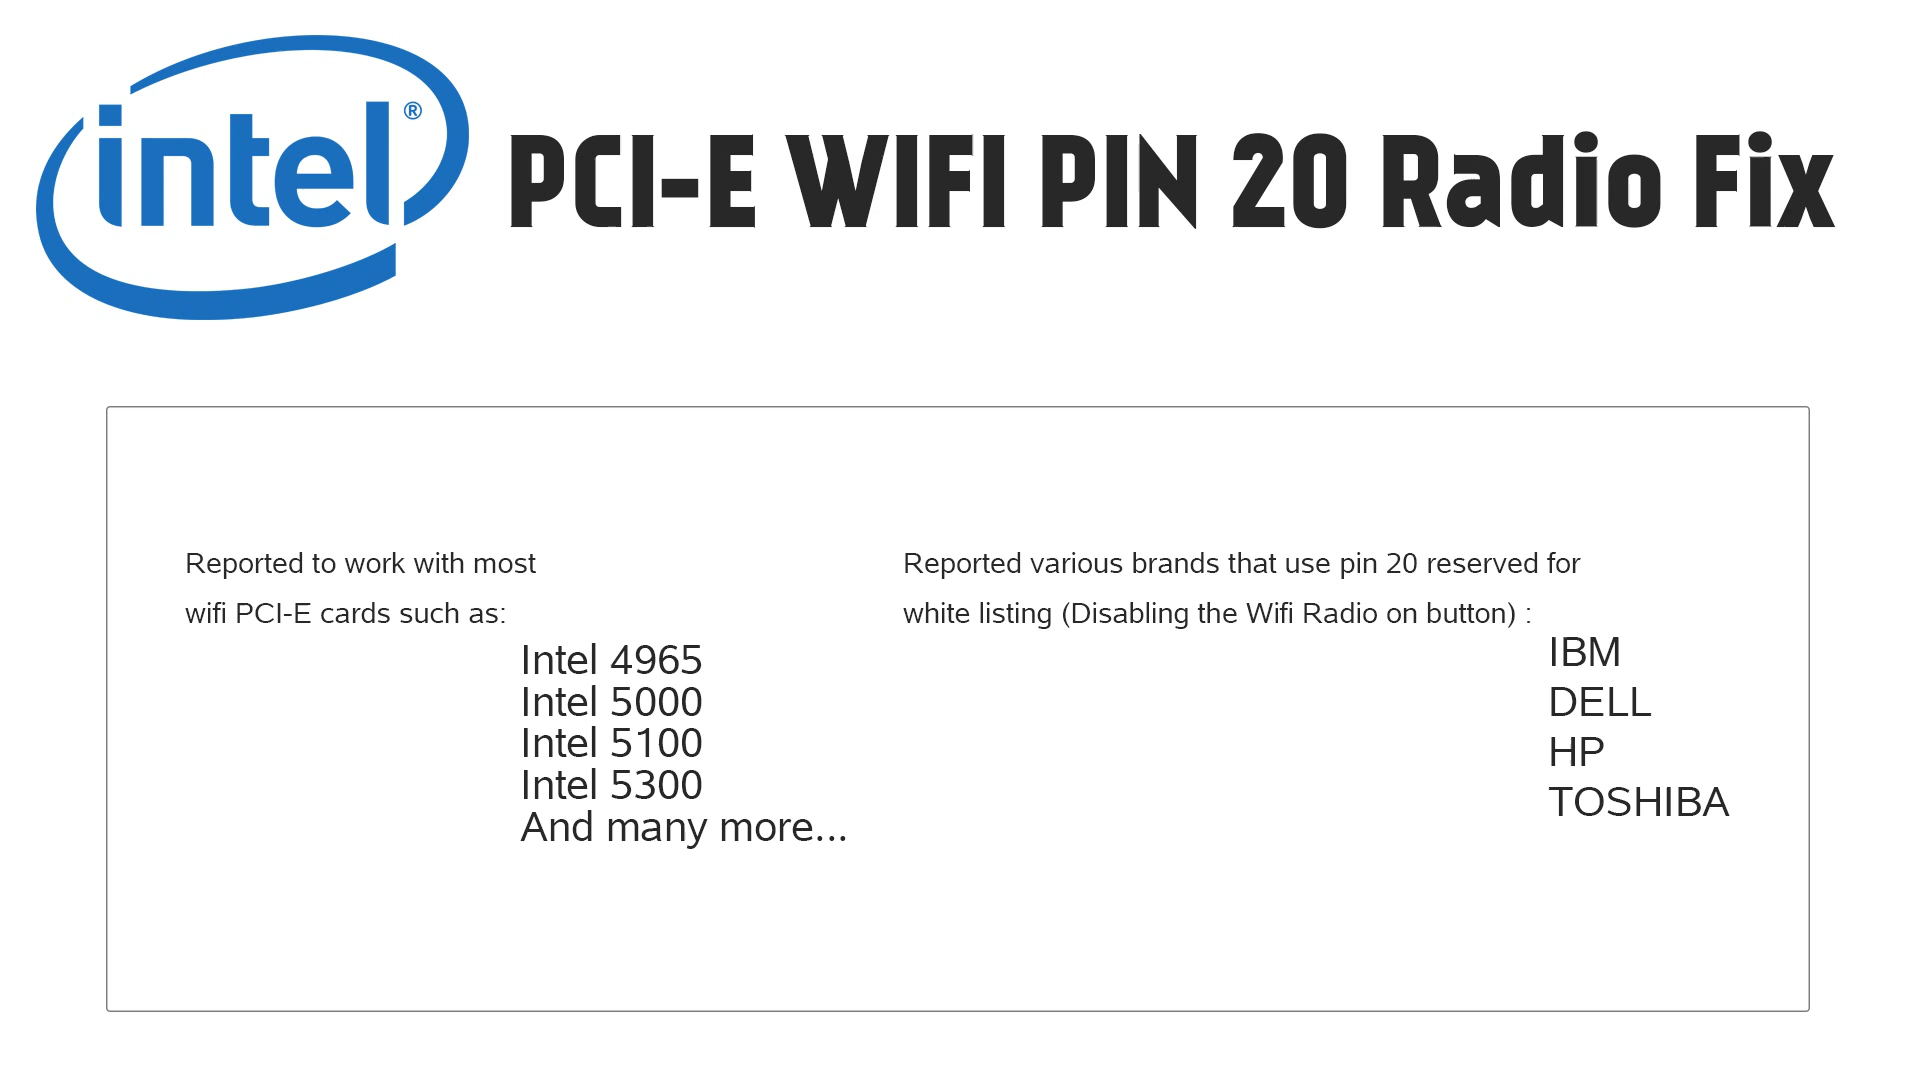 intel®
PCI-E WIFI PIN 20 Radio Fix
Reported to work with most
wifi PCI-E cards such as:
Intel 4965
Intel 5000
Intel 5100
Intel 5300
And many more...
Reported various brands that use pin 20 reserved for
white listing (Disabling the Wifi Radio on button) :
IBM
DELL
HP
TOSHIBA